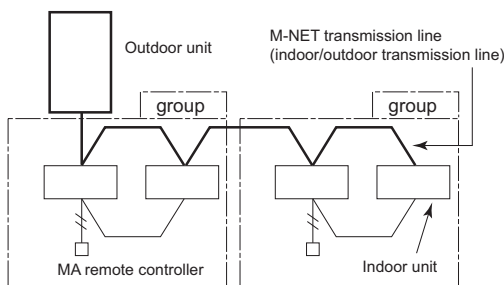 Outdoor unit
M-NET transmission line
(indoor/outdoor transmission line)
group
group
MA remote controller
Indoor unit